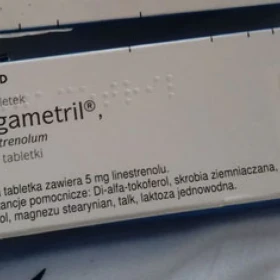 D
etek
gametril®,
strenolum
tabletki
tabletka zawiera 5 mg linestrenolu.
ancje pomocnicze: Di-alfa-tokoferol, skrobia ziemniaczana,
ol, magnezu stearynian, talk, laktoza jednowodna.